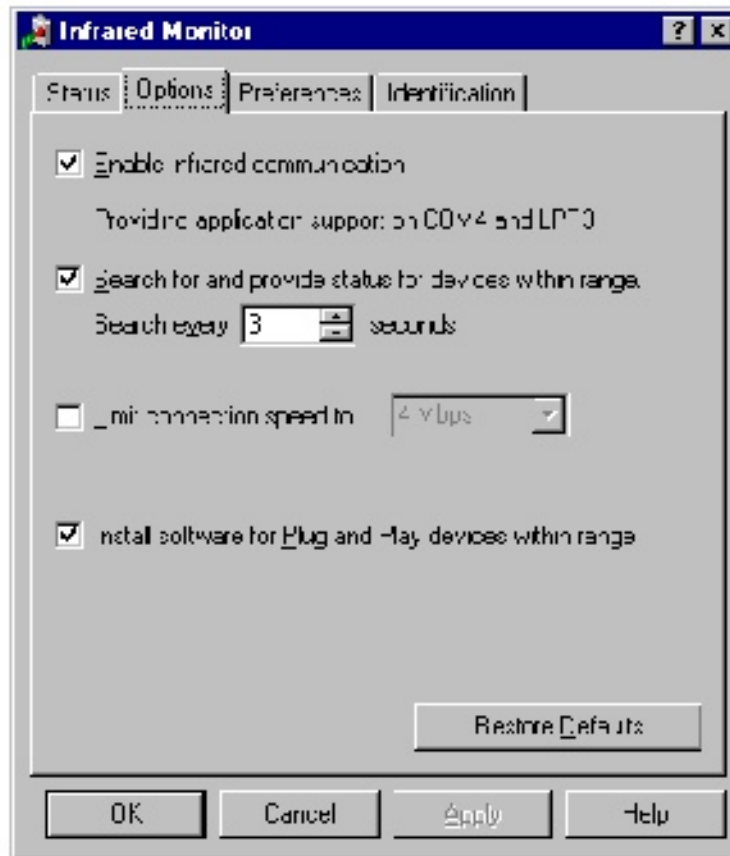 Infrared Monitor
Status Options Preferences Identification
Enable infrared communication
Providing application support on COM4 and LPT3
Search for and provide status for devices within range.
Search every 3 seconds
Limit connection speed to 4 Mbps
Install software for Plug and Play devices within range
Restore Defaults
OK Cancel Apply Help